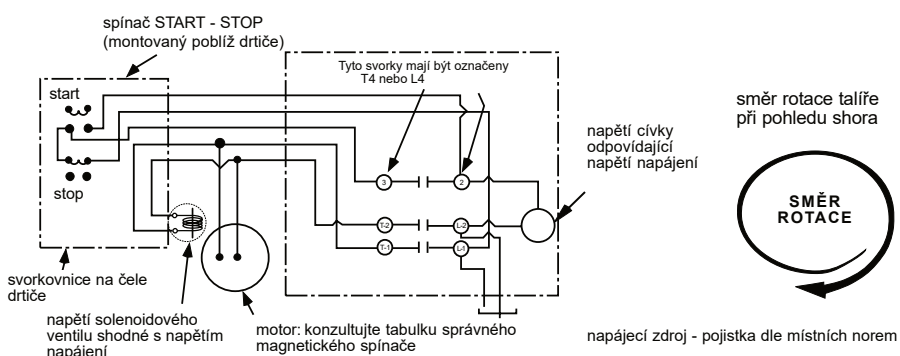 spínač START - STOP
(montovaný poblíž drtiče)
start
stop
svorkovnice na čele
drtiče
napětí solenoidového
ventilu shodné s napětím
napájení
motor: konzultujte tabulku správného
magnetického spínače
Tyto svorky mají být označeny
T4 nebo L4
3
2
T-2
L-2
T-1
L-1
napětí cívky
odpovídající
napětí napájení
směr rotace talíře
při pohledu shora
SMĚR
ROTACE
napájecí zdroj - pojistka dle místních norem